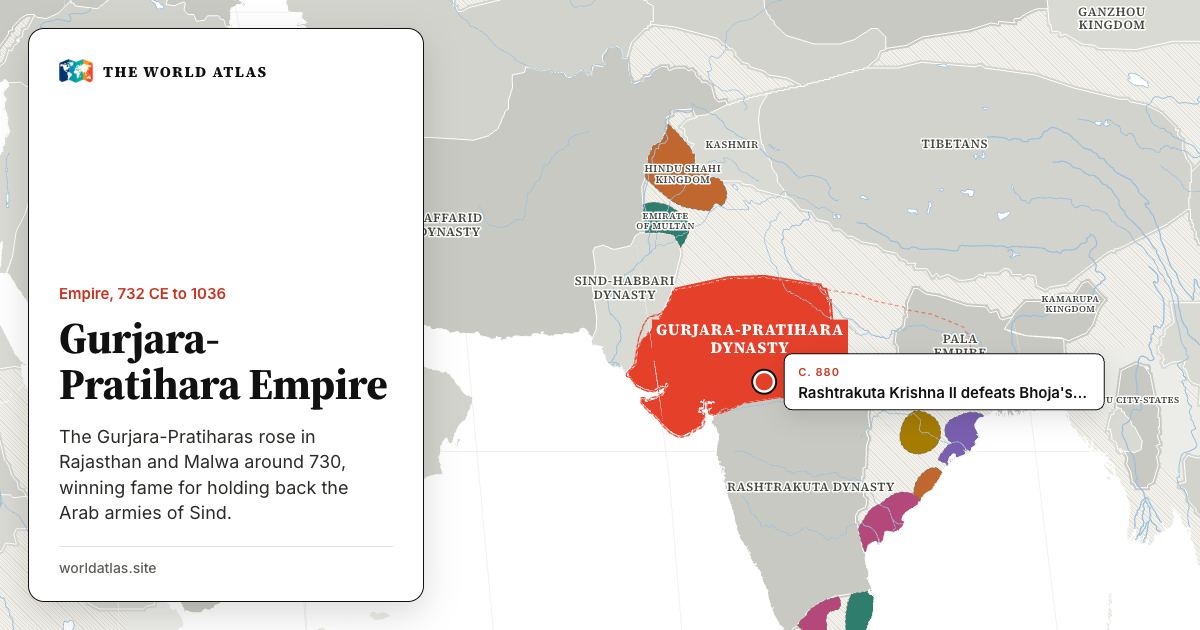 THE WORLD ATLAS
Empire, 732 CE to 1036
Gurjara-
Pratihara Empire
The Gurjara-Pratiharas rose in
Rajasthan and Malwa around 730,
winning fame for holding back the
Arab armies of Sind.
worldatlas.site
GANZHOU
KINGDOM
KASHMIR
TIBETANS
HINDU SHAHI
KINGDOM
AFFARID
DYNASTY
EMIRATE
OF MULTAN
SIND-HABBARI
DYNASTY
KAMARUPA
KINGDOM
GURJARA-PRATIHARA
DYNASTY
PALA
EMPIRE
C. 880
Rashtrakuta Krishna II defeats Bhoja's...
U CITY-STATES
RASHTRAKUTA DYNASTY